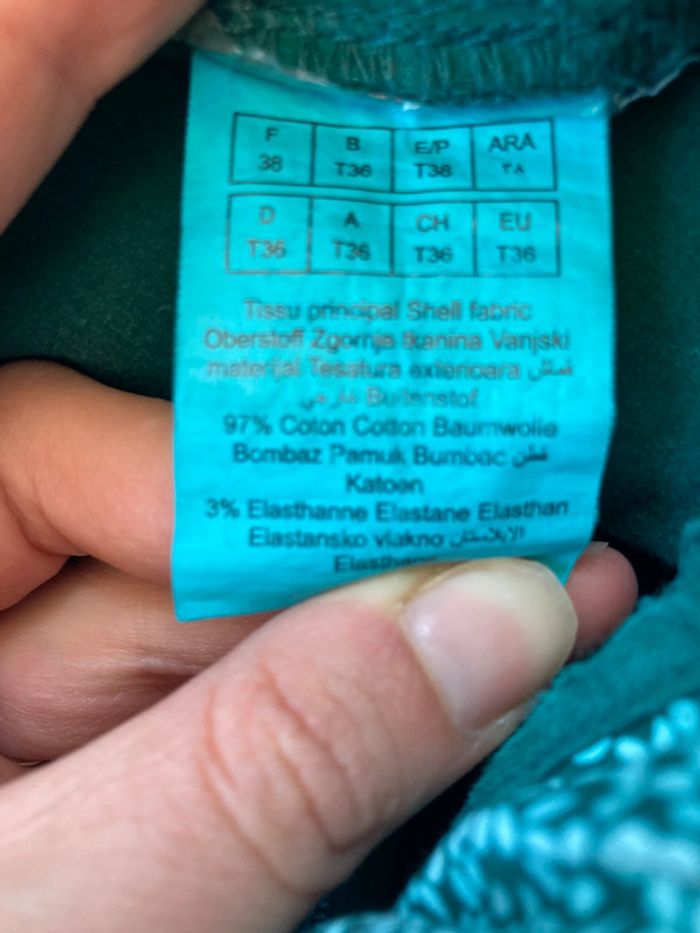 F B E/P ARA
38 T36 T38 ٣٨
D A CH EU
T36 T36 T36 T36
Tissu principal Shell fabric
Oberstoff Zgornja tkanina Vanjski
materijal Tesatura exterioara قماش
خارجي Buitenstof
97% Coton Cotton Baumwolle
Bombaz Pamuk Bumbac قطن
Katoen
3% Elasthanne Elastane Elasthan
Elastansko vlakno الإيلاستان